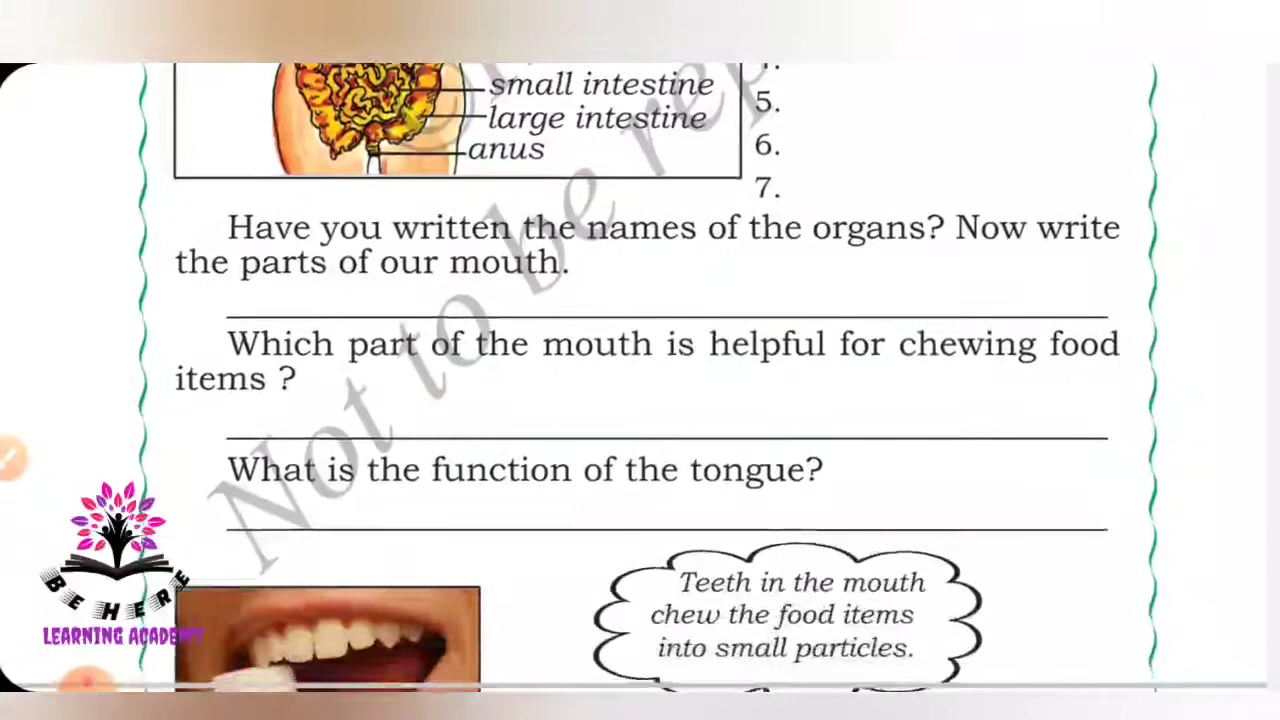 small intestine
large intestine
anus
5.
6.
7.
Have you written the names of the organs? Now write
the parts of our mouth.
Which part of the mouth is helpful for chewing food
items ?
What is the function of the tongue?
Teeth in the mouth
chew the food items
into small particles.
Not to be rep
BE HERE
LEARNING ACADEMY